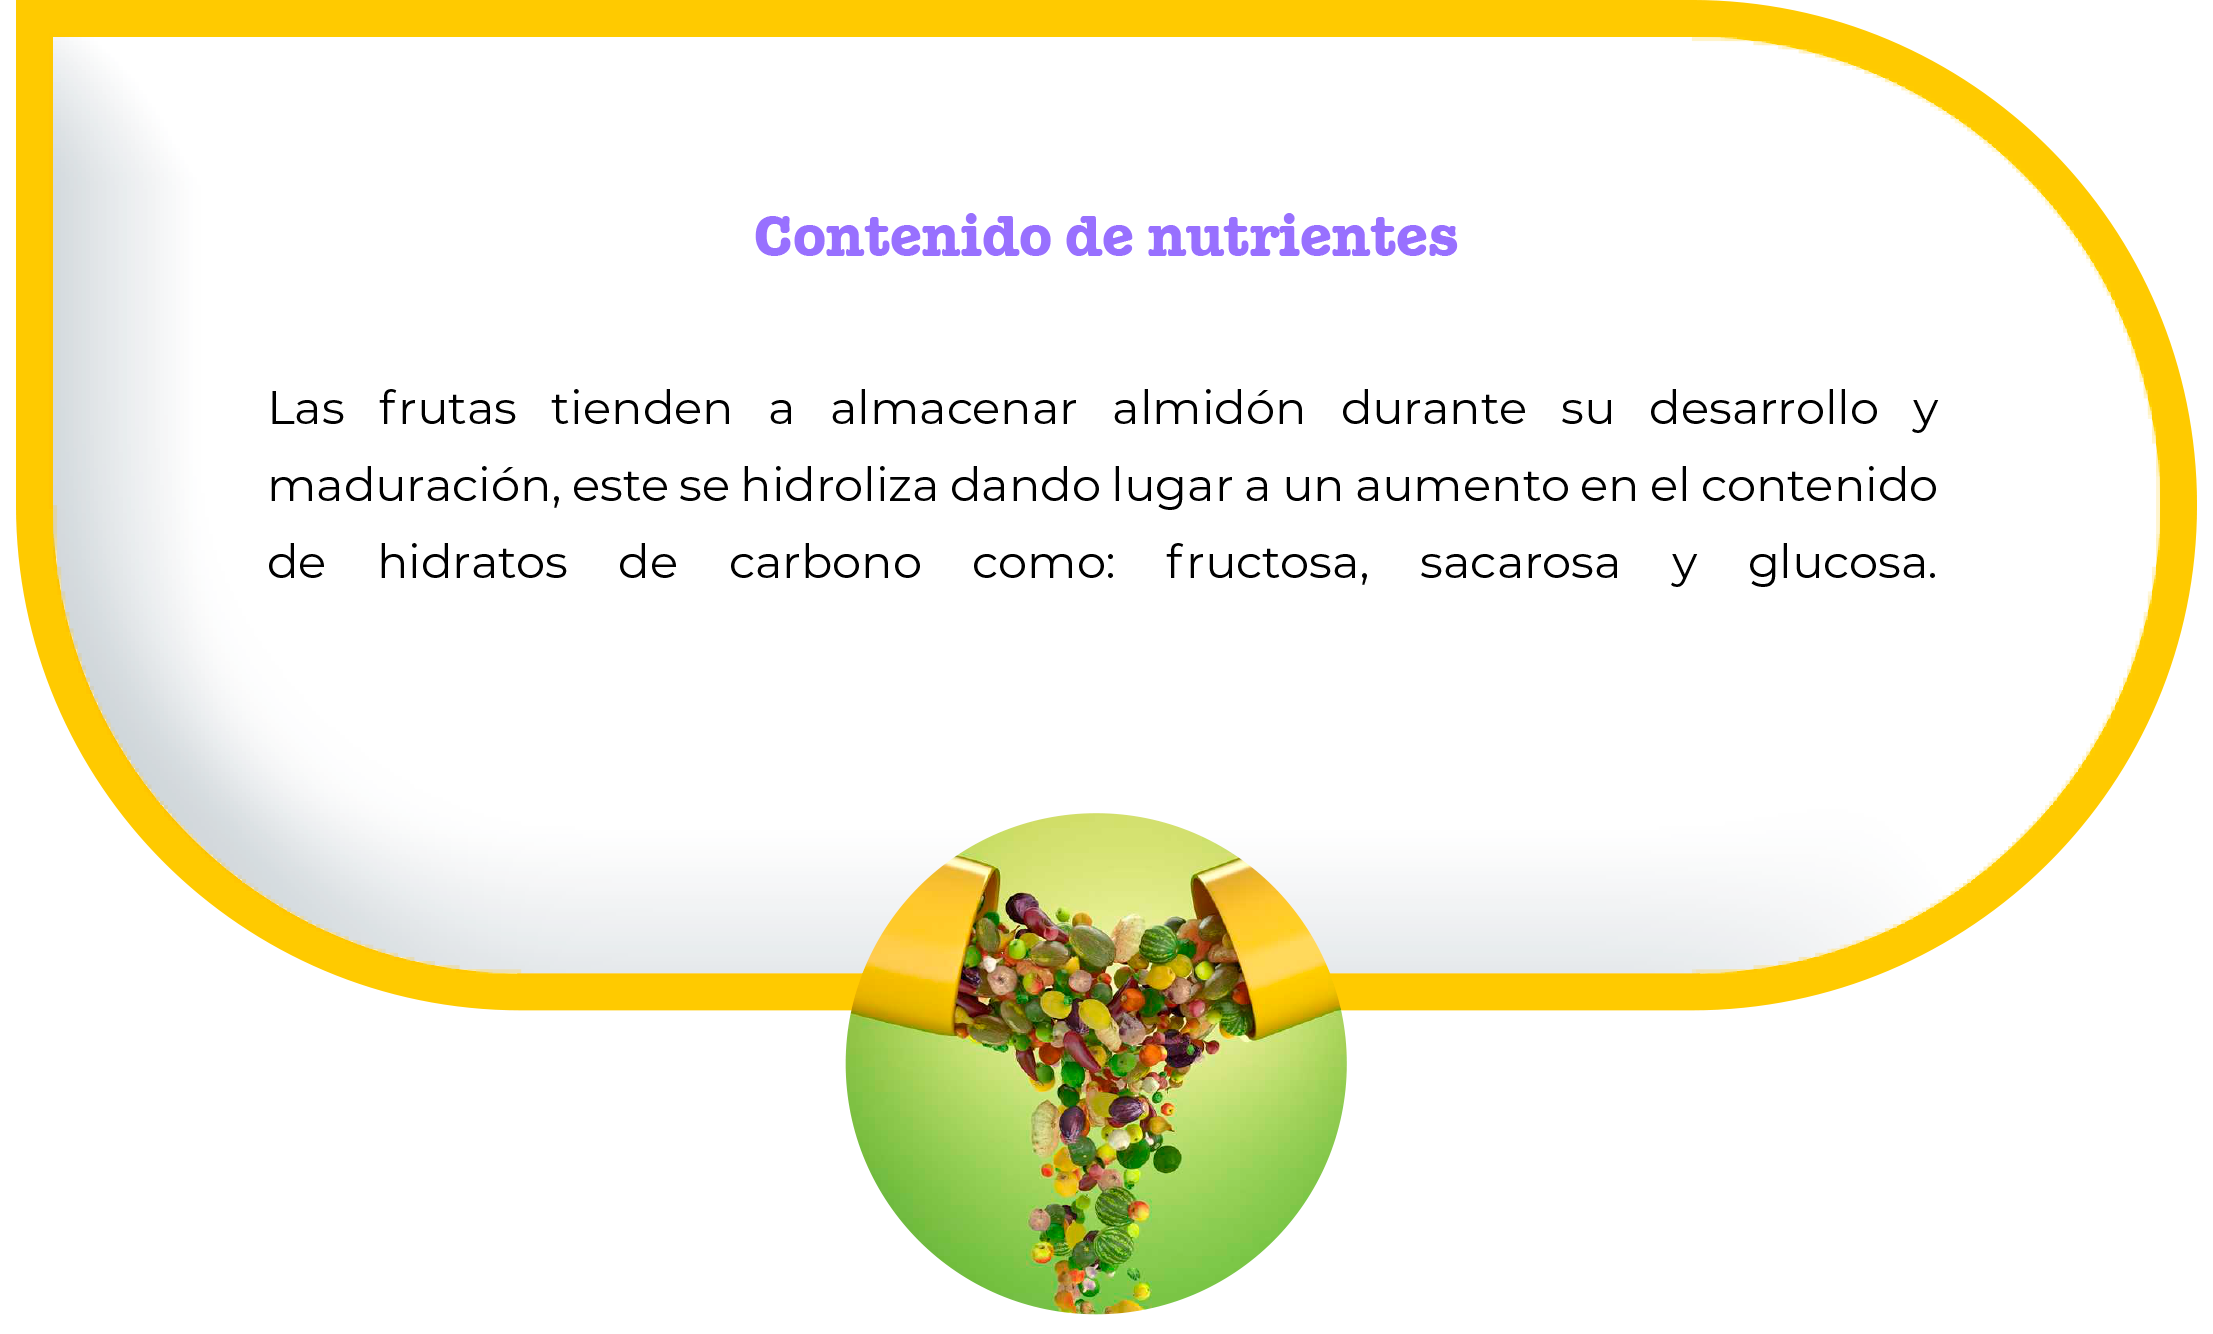 Contenido de nutrientes
Las frutas tienden a almacenar almidón durante su desarrollo y
maduración, este se hidroliza dando lugar a un aumento en el contenido
de hidratos de carbono como: fructosa, sacarosa y glucosa.